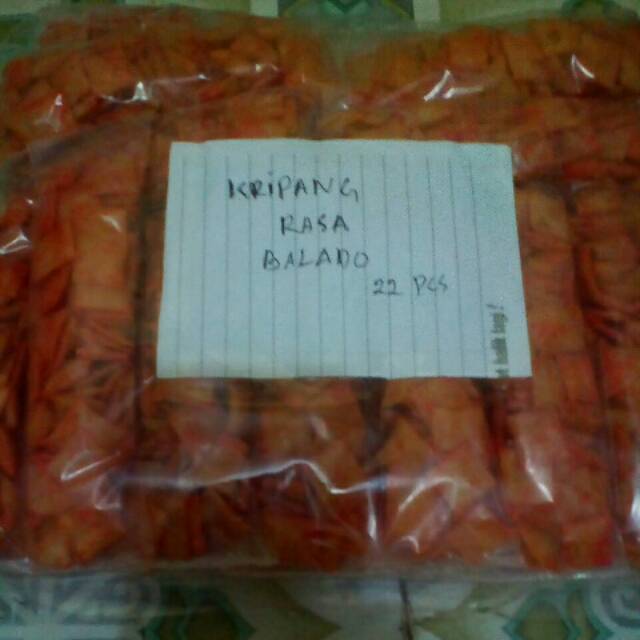 KRIPANG
RASA
BALADO
22 PCS